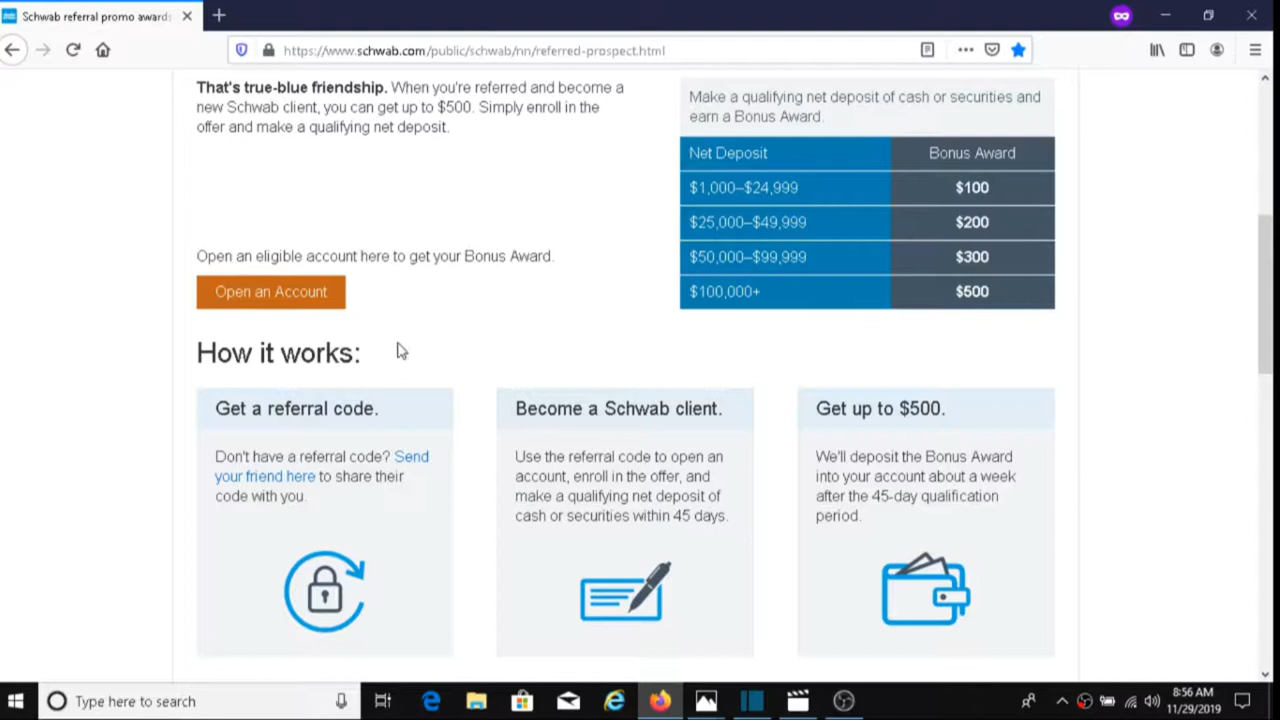 Schwab referral promo awards
https://www.schwab.com/public/schwab/nn/referred-prospect.html
That's true-blue friendship. When you're referred and become a
new Schwab client, you can get up to $500. Simply enroll in the
offer and make a qualifying net deposit.
Open an eligible account here to get your Bonus Award.
Open an Account
Make a qualifying net deposit of cash or securities and
earn a Bonus Award.
Net Deposit Bonus Award
$1,000–$24,999 $100
$25,000–$49,999 $200
$50,000–$99,999 $300
$100,000+ $500
How it works:
Get a referral code.
Don't have a referral code? Send
your friend here to share their
code with you.
Become a Schwab client.
Use the referral code to open an
account, enroll in the offer, and
make a qualifying net deposit of
cash or securities within 45 days.
Get up to $500.
We'll deposit the Bonus Award
into your account about a week
after the 45-day qualification
period.
Type here to search
8:56 AM
11/29/2019